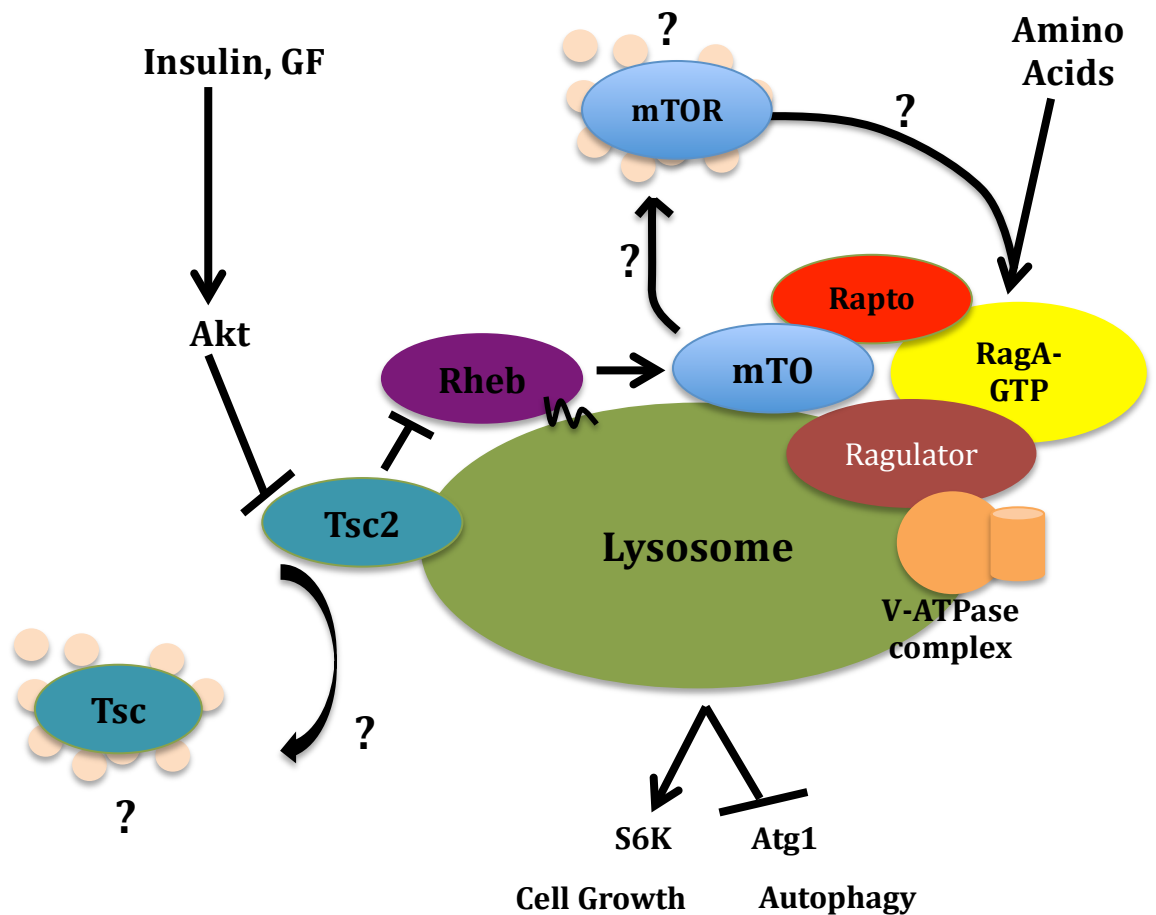 ?
Insulin, GF
Amino
Acids
mTOR
?
?
Akt
Rapto
Rheb
mTO
RagA-
GTP
Ragulator
Tsc2
Lysosome
V-ATPase
complex
Tsc
?
?
S6K
Atg1
Cell Growth
Autophagy